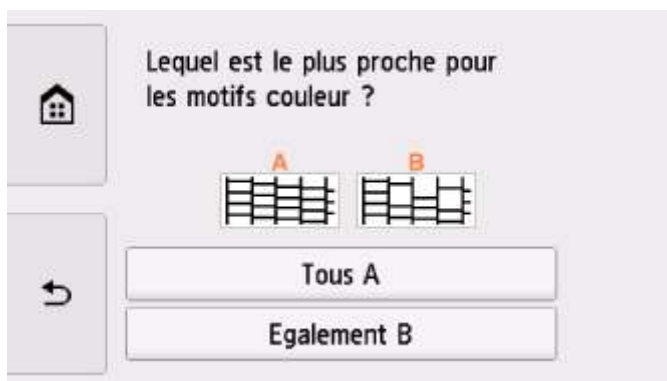 Lequel est le plus proche pour
les motifs couleur ?
A B
Tous A
Egalement B